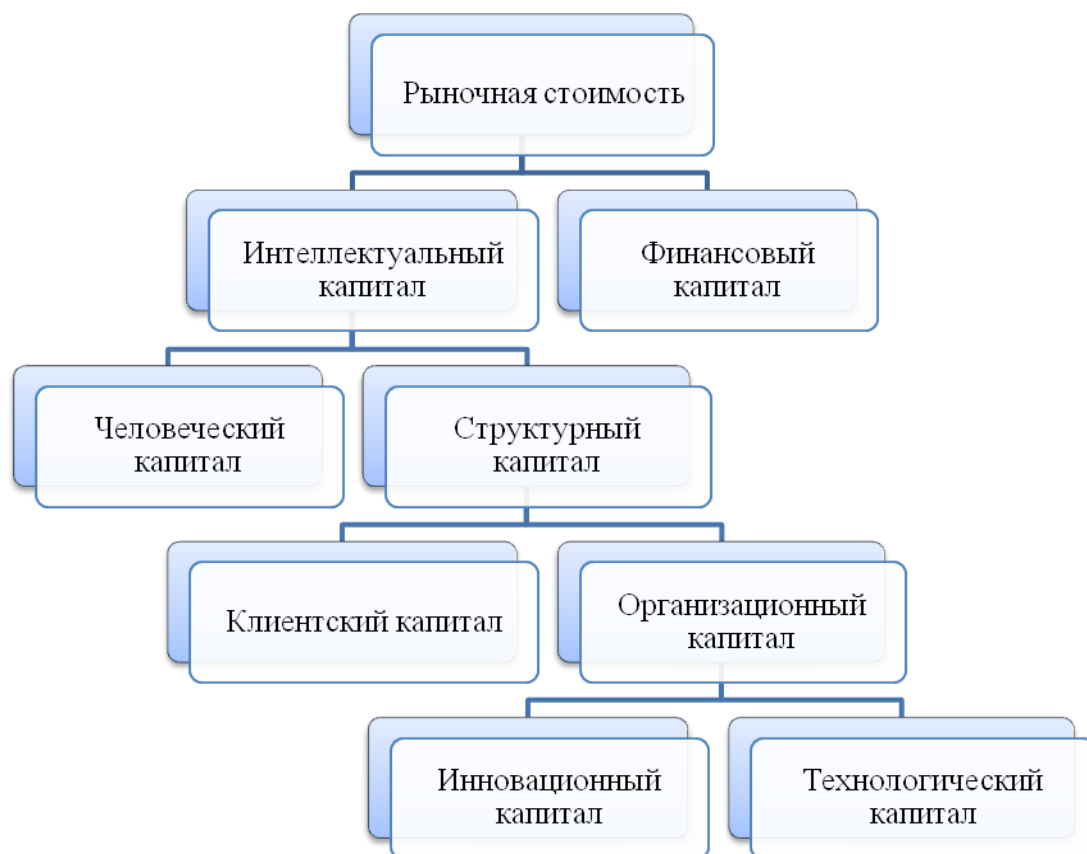 Рыночная стоимость
Интеллектуальный
капитал
Финансовый
капитал
Человеческий
капитал
Структурный
капитал
Клиентский капитал
Организационный
капитал
Инновационный
капитал
Технологический
капитал